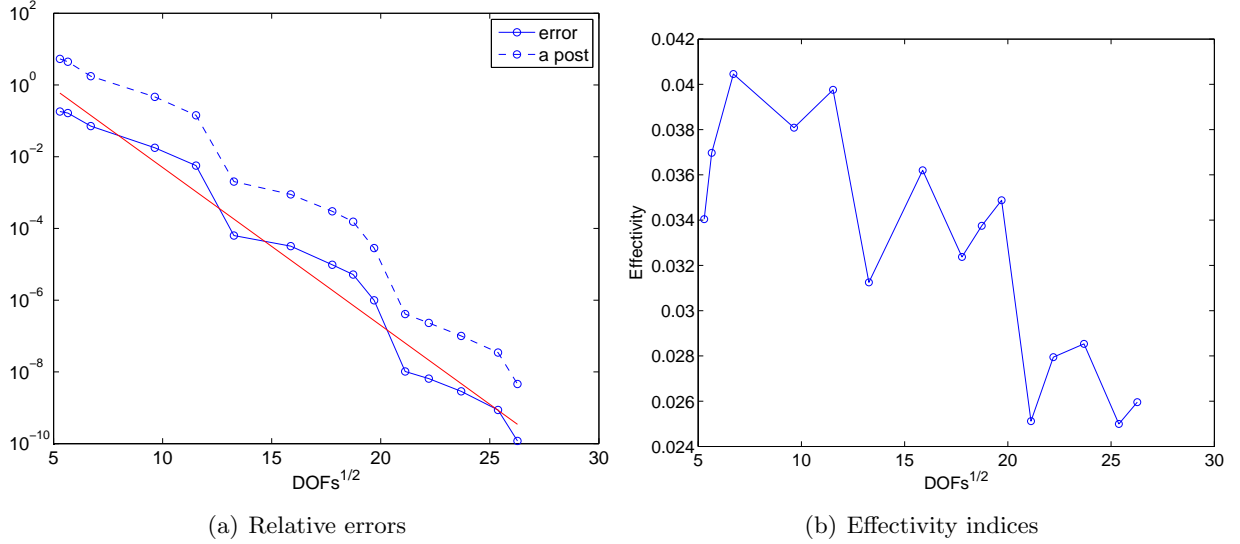 10^2
10^0
10^-2
10^-4
10^-6
10^-8
10^-10
5 10 15 20 25 30
DOFs^1/2
error
a post
(a) Relative errors
0.042
0.04
0.038
0.036
0.034
0.032
0.03
0.028
0.026
0.024
Effectivity
5 10 15 20 25 30
DOFs^1/2
(b) Effectivity indices